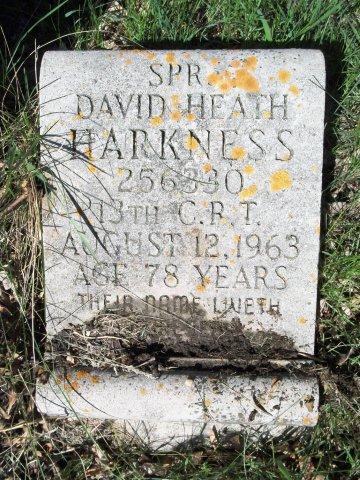 SPR.
DAVID HEATH
HARKNESS
256330
13TH C.R.T.
AUGUST 12, 1963
AGE 78 YEARS
THEIR NAME LIVETH